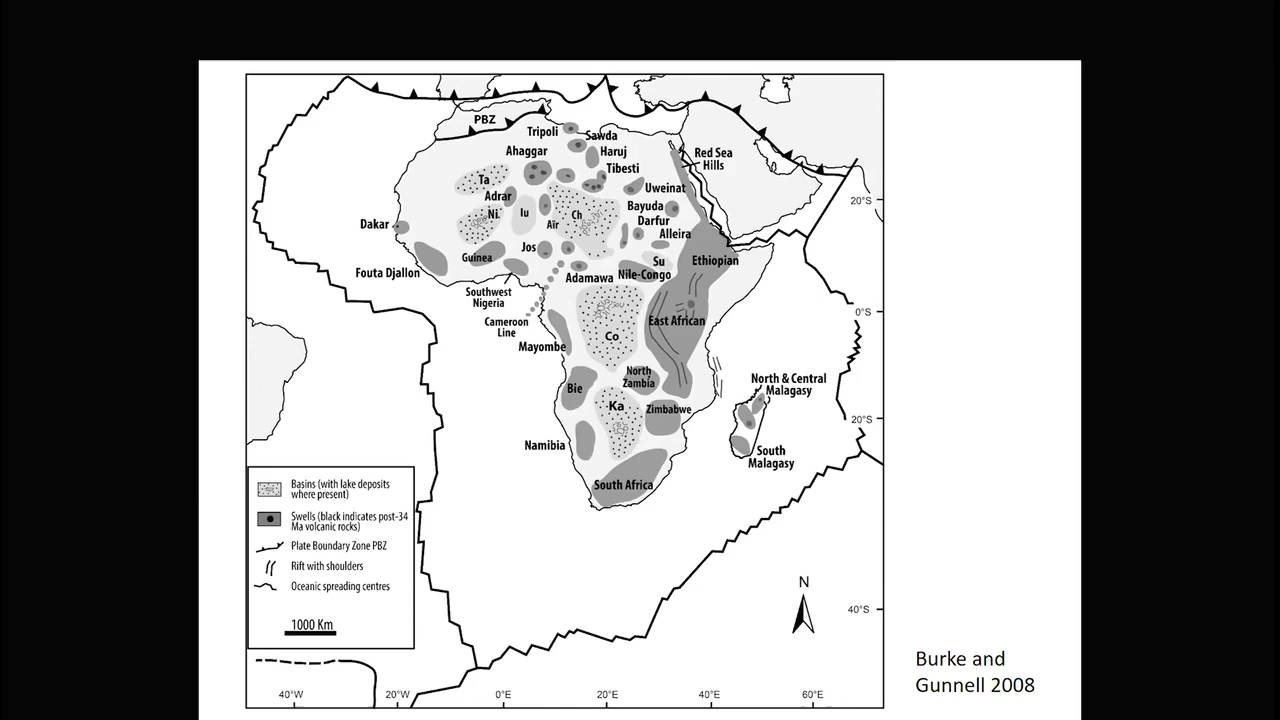 PBZ
Tripoli
Sawda
Ahaggar
Haruj
Red Sea
Hills
Tibesti
Ta
Uweinat
Adrar
20°S
Iu
Ch
Ni.
Bayuda
Dakar
Aïr
Darfur
Alleira
Jos
Guinea
Su
Ethiopian
Fouta Djallon
Adamawa
Nile-Congo
Southwest
Nigeria
0°S
Cameroon
Line
East African
Co
Mayombe
North
Zambia
North & Central
Malagasy
Bie
Ka
Zimbabwe
20°S
Namibia
South
Malagasy
South Africa
Basins (with lake deposits
where present)
Swells (black indicates post-34
Ma volcanic rocks)
Plate Boundary Zone PBZ
Rift with shoulders
Oceanic spreading centres
1000 Km
N
40°S
40°W
20°W
0°E
20°E
40°E
60°E
Burke and
Gunnell 2008